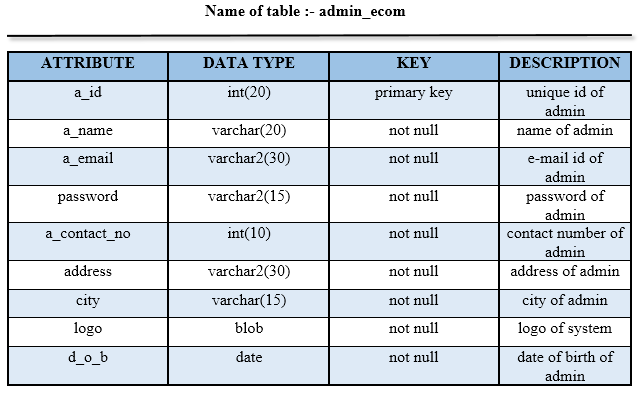 Name of table :- admin_ecom
ATTRIBUTE DATA TYPE KEY DESCRIPTION
a_id int(20) primary key unique id of
admin
a_name varchar(20) not null name of admin
a_email varchar2(30) not null e-mail id of
admin
password varchar2(15) not null password of
admin
a_contact_no int(10) not null contact number of
admin
address varchar2(30) not null address of admin
city varchar(15) not null city of admin
logo blob not null logo of system
d_o_b date not null date of birth of
admin